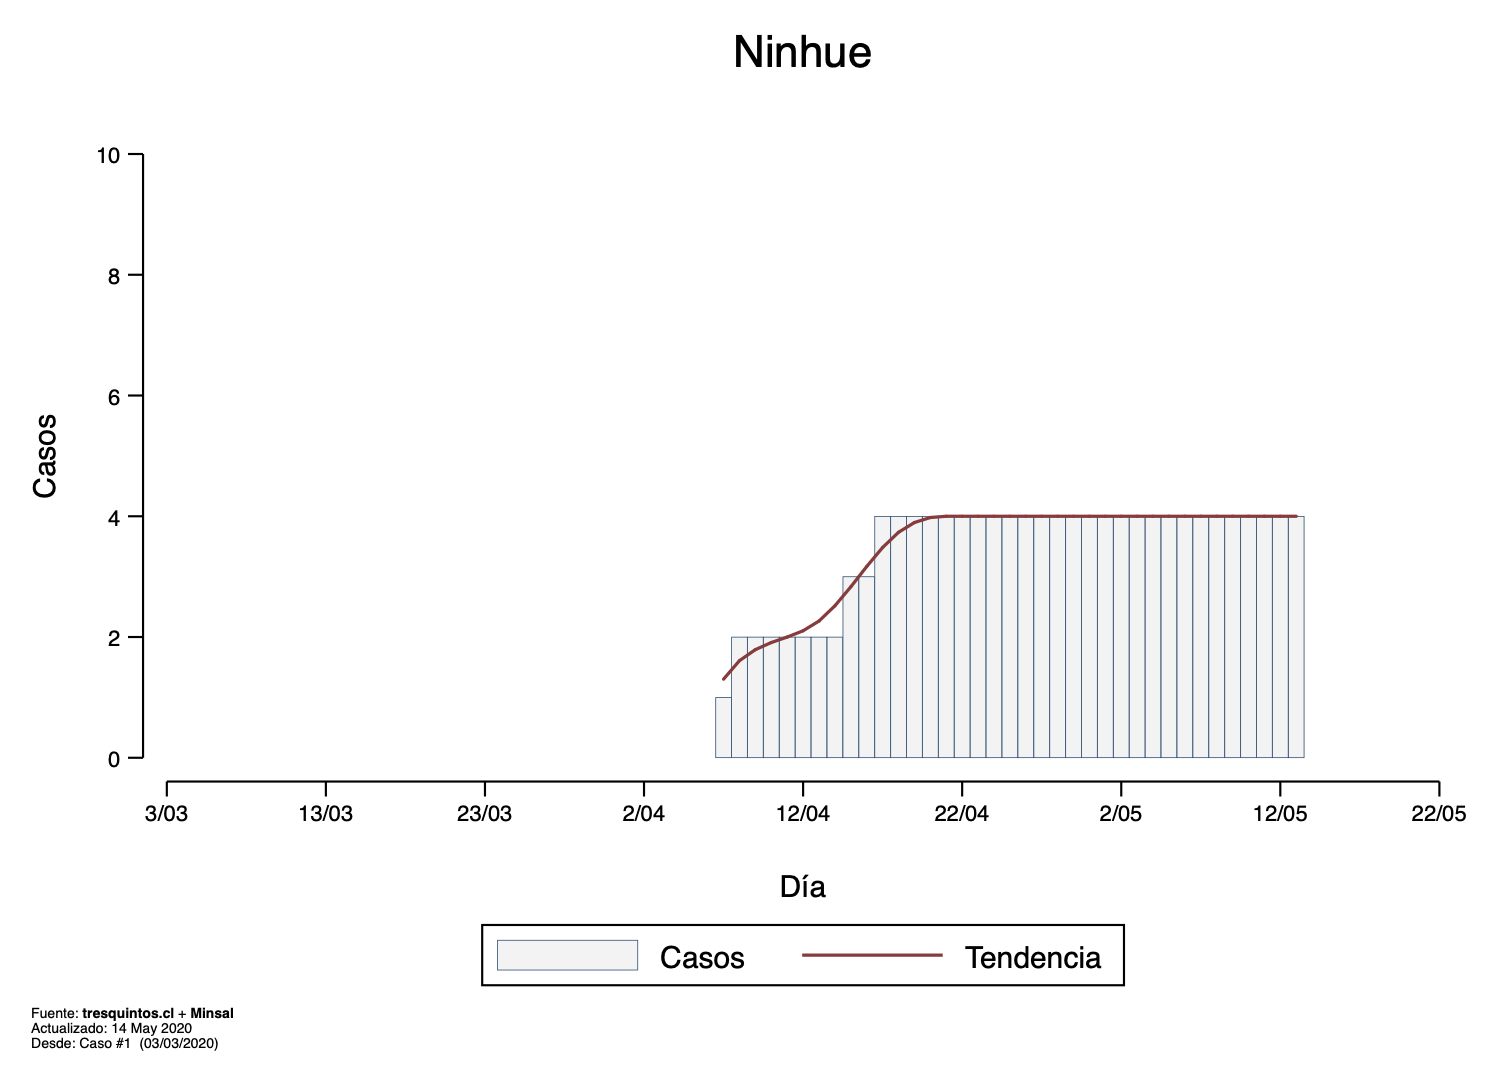 Ninhue
10
8
6
4
2
0
Casos
3/03 13/03 23/03 2/04 12/04 22/04 2/05 12/05 22/05
Día
Casos Tendencia
Fuente: tresquintos.cl + Minsal
Actualizado: 14 May 2020
Desde: Caso #1 (03/03/2020)